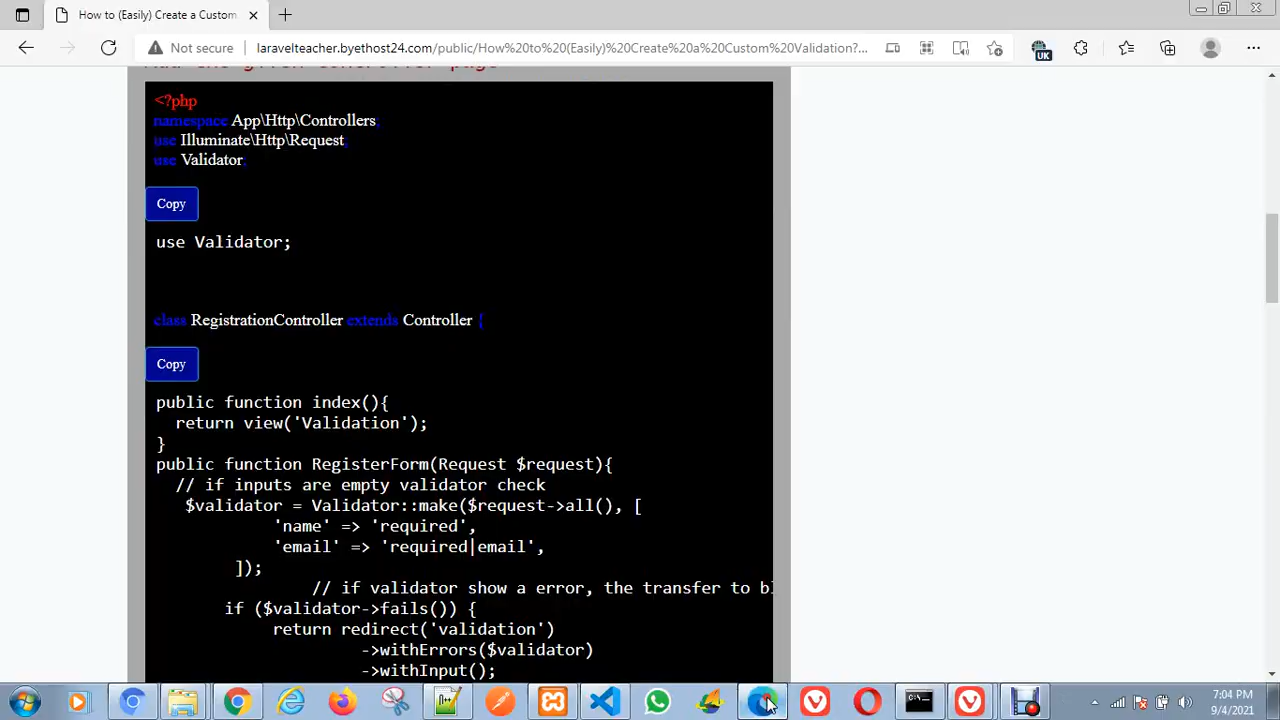 How to (Easily) Create a Custom
Not secure
laravelteacher.byethost24.com/public/How%20to%20(Easily)%20Create%20a%20Custom%20Validation?...
UK
<?php
namespace App\Http\Controllers;
use Illuminate\Http\Request;
use Validator;
Copy
use Validator;
class RegistrationController extends Controller {
Copy
public function index(){
return view('Validation');
}
public function RegisterForm(Request $request){
// if inputs are empty validator check
$validator = Validator::make($request->all(), [
'name' => 'required',
'email' => 'required|email',
]);
// if validator show a error, the transfer to bl
if ($validator->fails()) {
return redirect('validation')
->withErrors($validator)
->withInput();
7:04 PM
9/4/2021